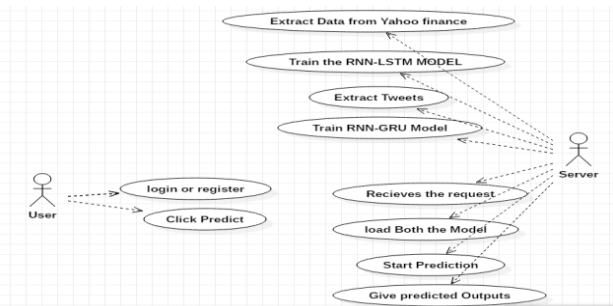 Extract Data from Yahoo finance
Train the RNN-LSTM MODEL
Extract Tweets
Train RNN-GRU Model
Server
login or register
Recieves the request
User
Click Predict
load Both the Model
Start Prediction
Give predicted Outputs